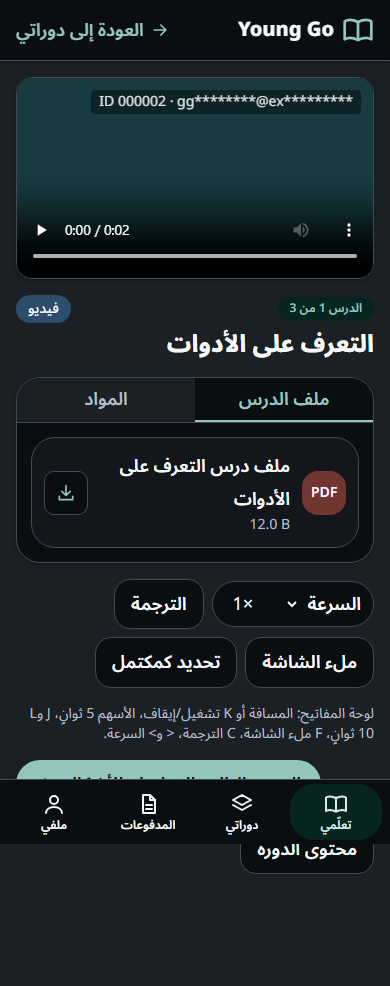 Young Go
العودة إلى دوراتي
ID 000002 · gg********@ex*********
0:00 / 0:02
الدرس 1 من 3
فيديو
التعرف على الأدوات
ملف الدرس
المواد
PDF
ملف درس التعرف على
الأدوات
12.0 B
السرعة
1×
الترجمة
ملء الشاشة
تحديد كمكتمل
لوحة المفاتيح: المسافة أو K تشغيل/إيقاف، الأسهم 5 ثوانٍ، J وL
10 ثوانٍ، F ملء الشاشة، C الترجمة، < و> السرعة.
تعلّمي
دوراتي
المدفوعات
ملفي
محتوى الدورة